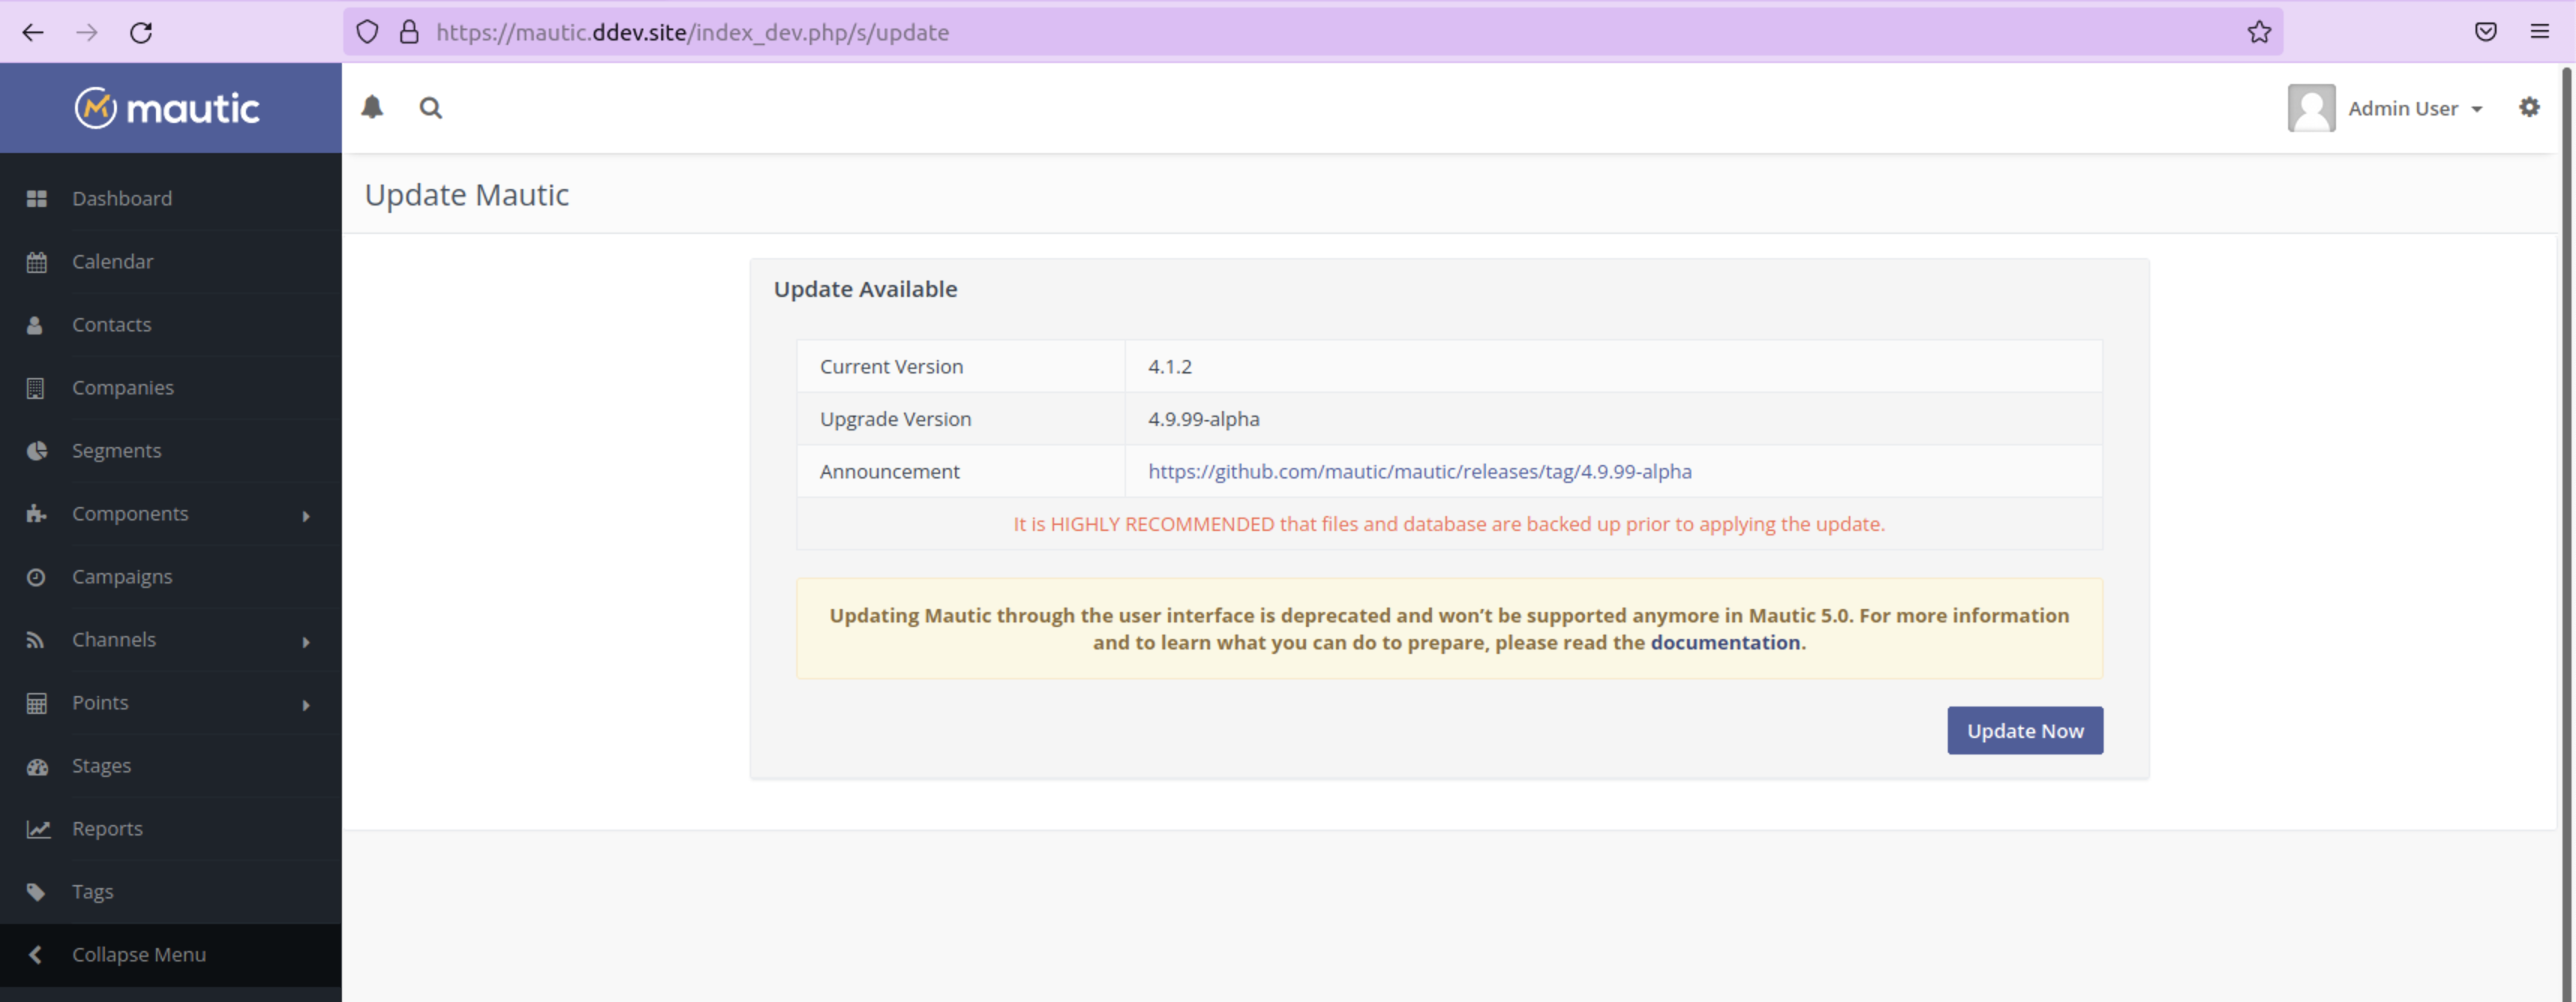 https://mautic.ddev.site/index_dev.php/s/update
mautic
Admin User
Dashboard
Calendar
Contacts
Companies
Segments
Components
Campaigns
Channels
Points
Stages
Reports
Tags
Collapse Menu
Update Mautic
Update Available
Current Version 4.1.2
Upgrade Version 4.9.99-alpha
Announcement https://github.com/mautic/mautic/releases/tag/4.9.99-alpha
It is HIGHLY RECOMMENDED that files and database are backed up prior to applying the update.
Updating Mautic through the user interface is deprecated and won’t be supported anymore in Mautic 5.0. For more information
and to learn what you can do to prepare, please read the documentation.
Update Now